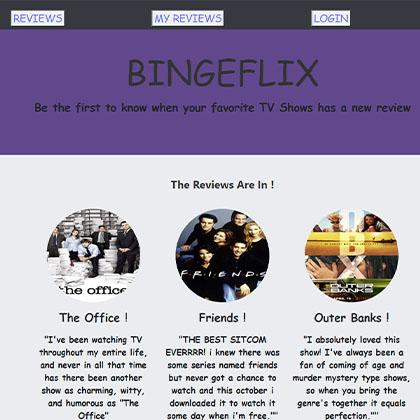 REVIEWS MY REVIEWS LOGIN
BINGEFLIX
Be the first to know when your favorite TV Shows has a new review
The Reviews Are In !
the office
F·R·I·E·N·D·S
OUTER BANKS
The Office !
"I've been watching TV
throughout my entire life,
and never in all that time
has there been another
show as charming, witty,
and humorous as "The
Office"
Friends !
"THE BEST SITCOM
EVERRRR! i knew there was
some series named friends
but never got a chance to
watch and this october i
downloaded it to watch it
some day when i'm free.""
Outer Banks !
"I absolutely loved this
show! I've always been a
fan of coming of age and
murder mystery type shows,
so when you bring the
genre's together it equals
perfection.""